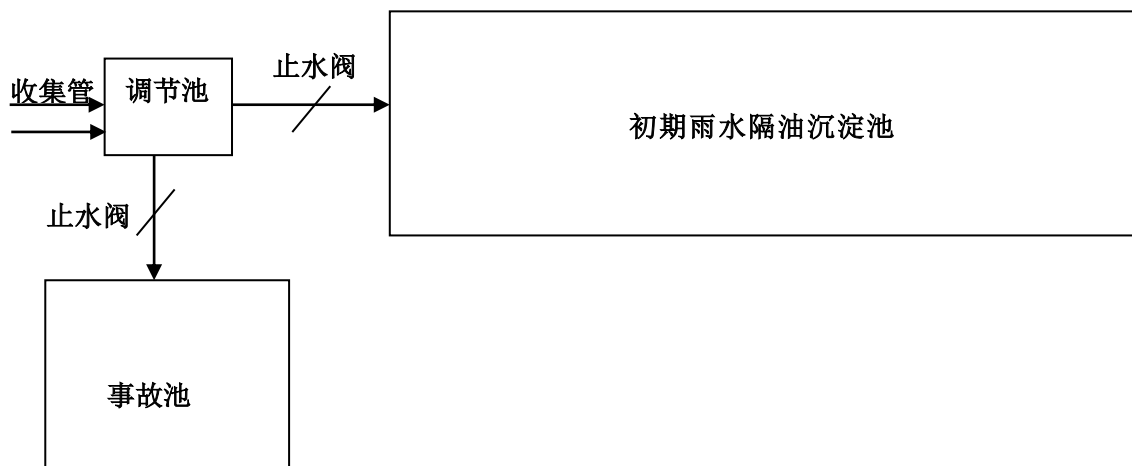 止水阀
收集管
调节池
初期雨水隔油沉淀池
止水阀
事故池